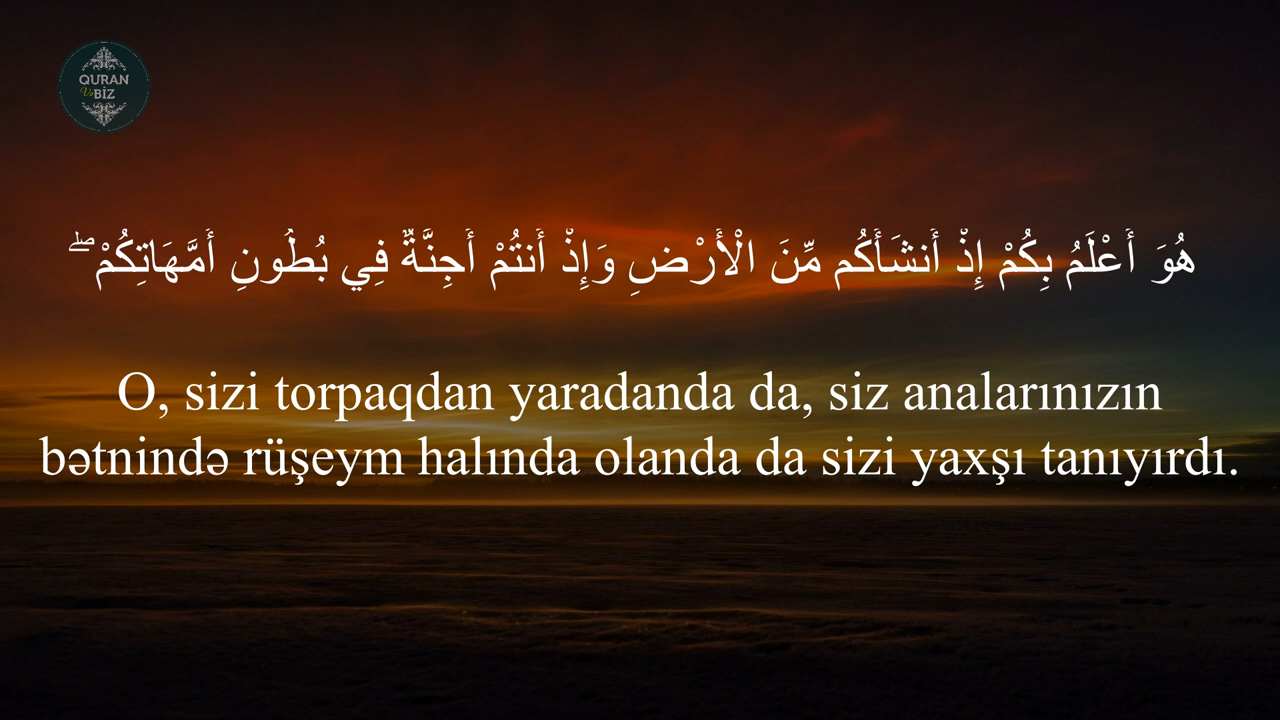 QURAN
Və BİZ
هُوَ أَعْلَمُ بِكُمْ إِذْ أَنشَأَكُم مِّنَ الْأَرْضِ وَإِذْ أَنتُمْ أَجِنَّةٌ فِي بُطُونِ أُمَّهَاتِكُمْ ۖ
O, sizi torpaqdan yaradanda da, siz analarınızın
bətnində rüşeym halında olanda da sizi yaxşı tanıyırdı.